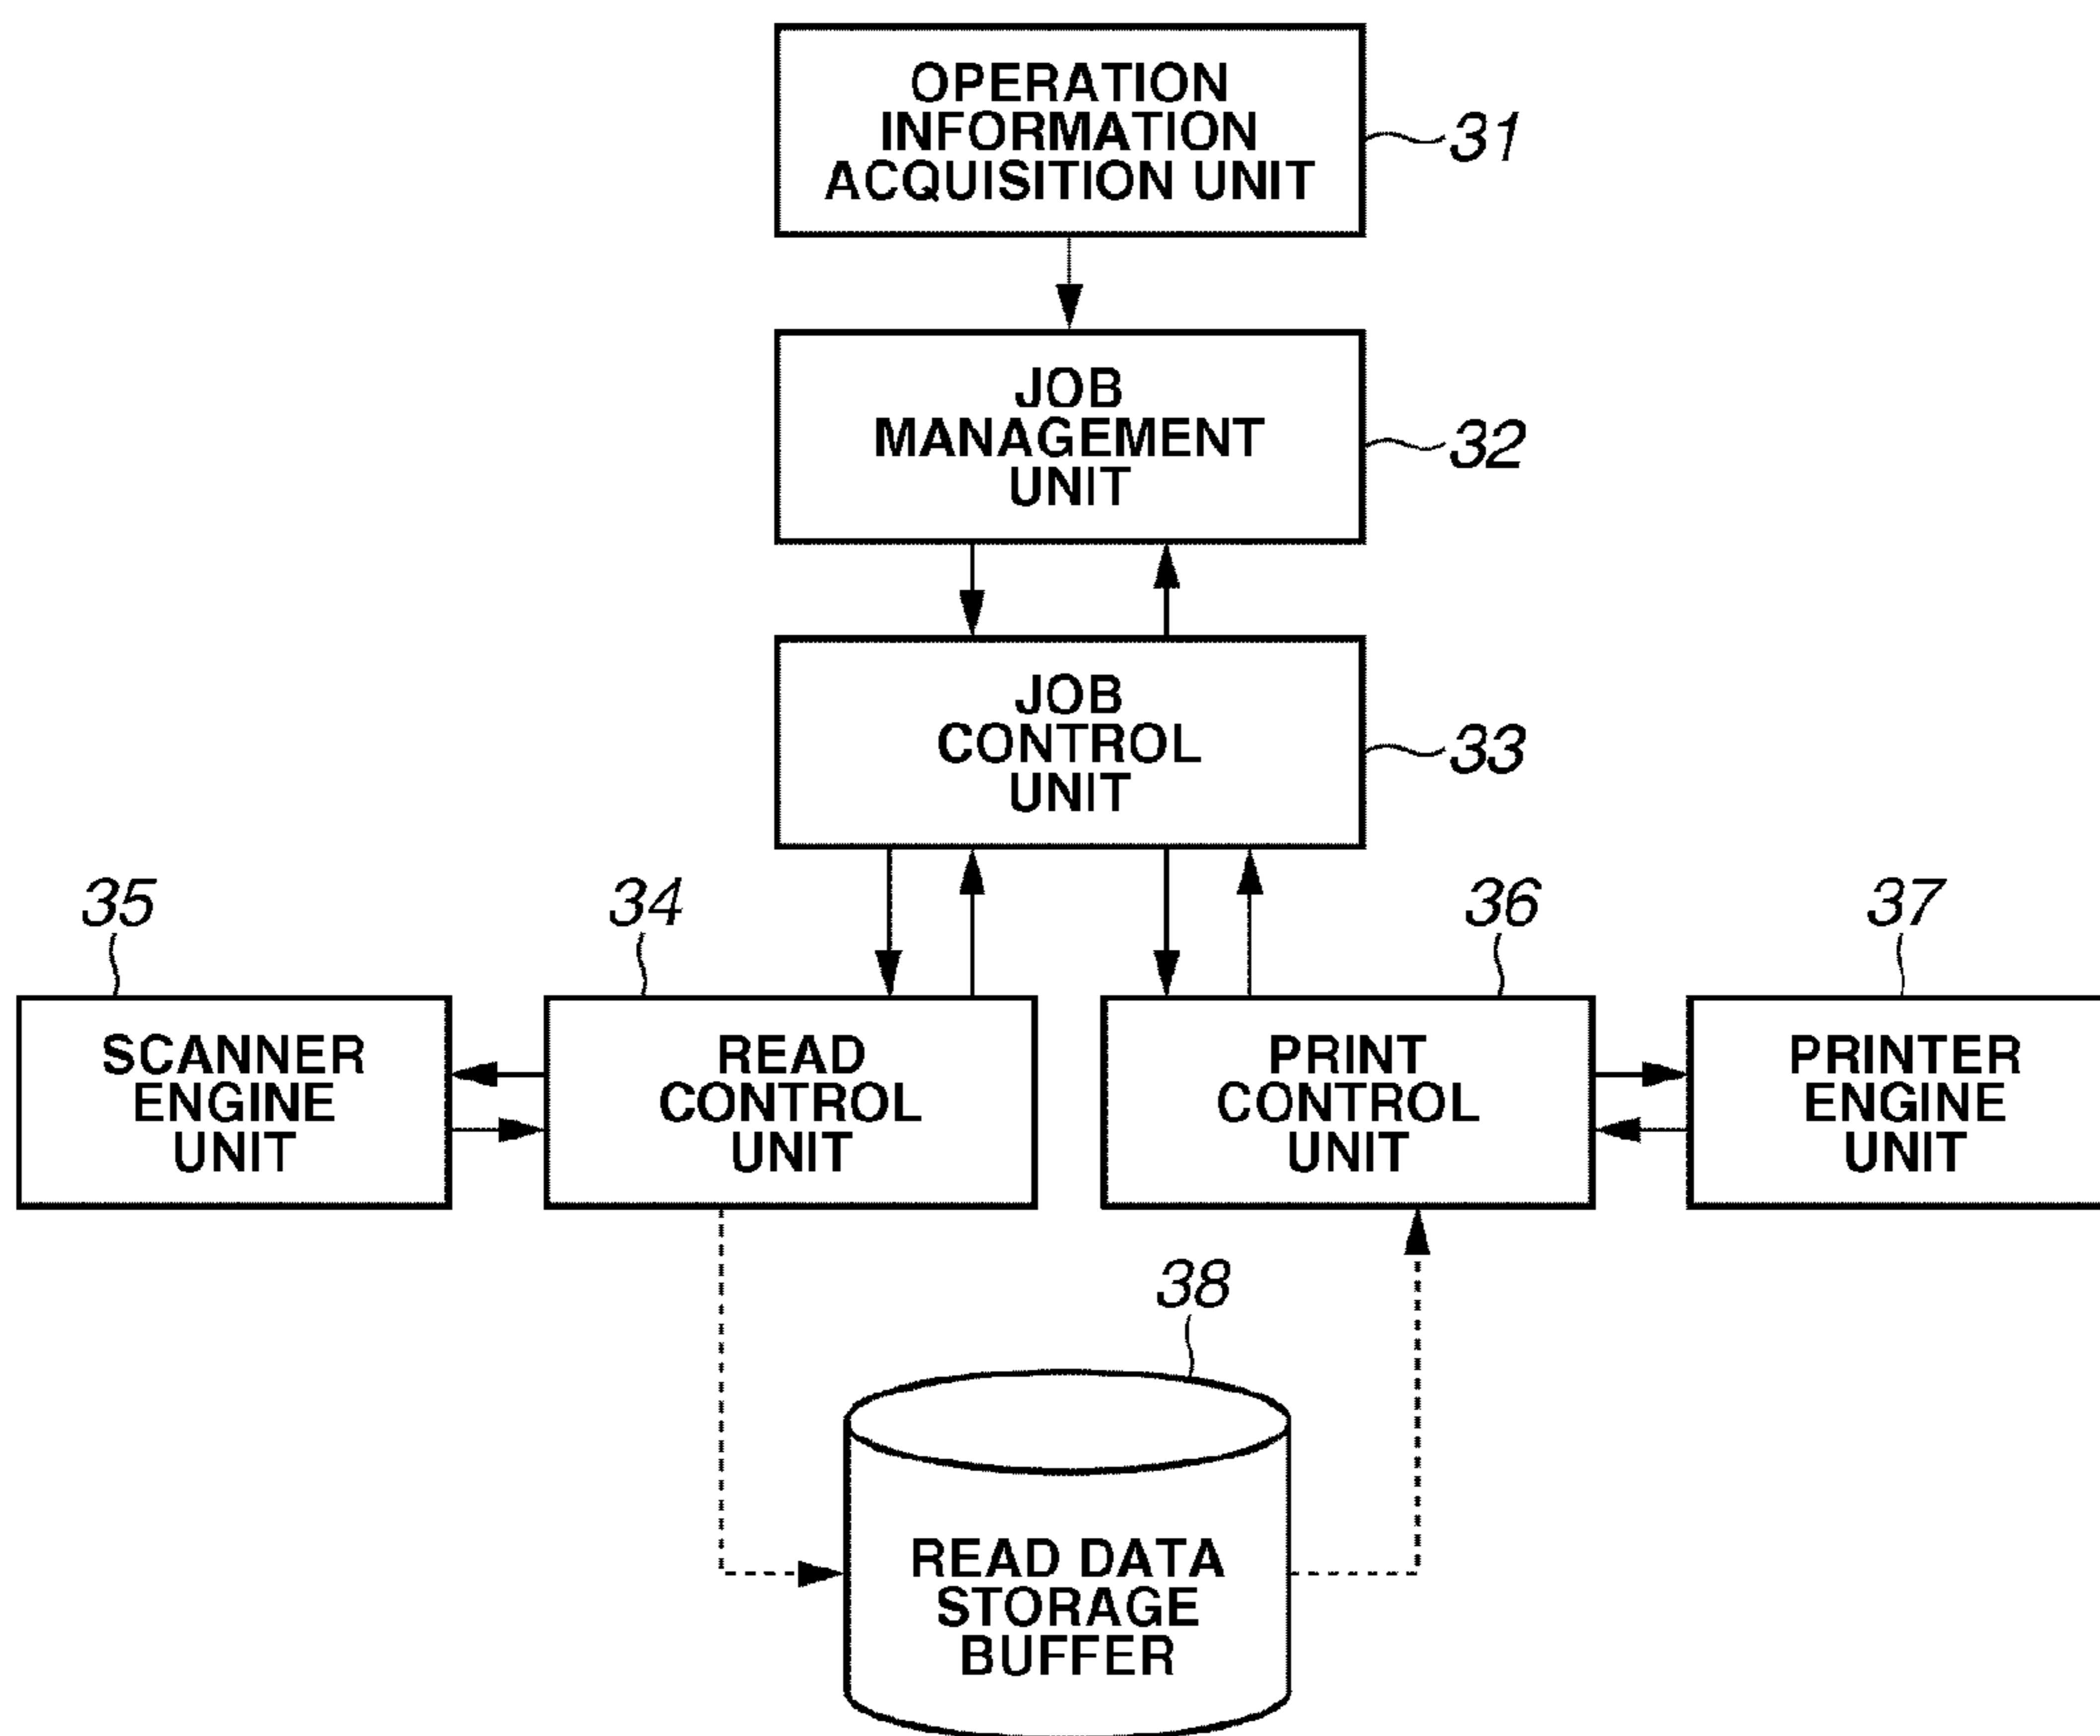 OPERATION
INFORMATION
ACQUISITION UNIT
31
JOB
MANAGEMENT
UNIT
32
JOB
CONTROL
UNIT
33
35
34
36
37
SCANNER
ENGINE
UNIT
READ
CONTROL
UNIT
PRINT
CONTROL
UNIT
PRINTER
ENGINE
UNIT
38
READ DATA
STORAGE
BUFFER